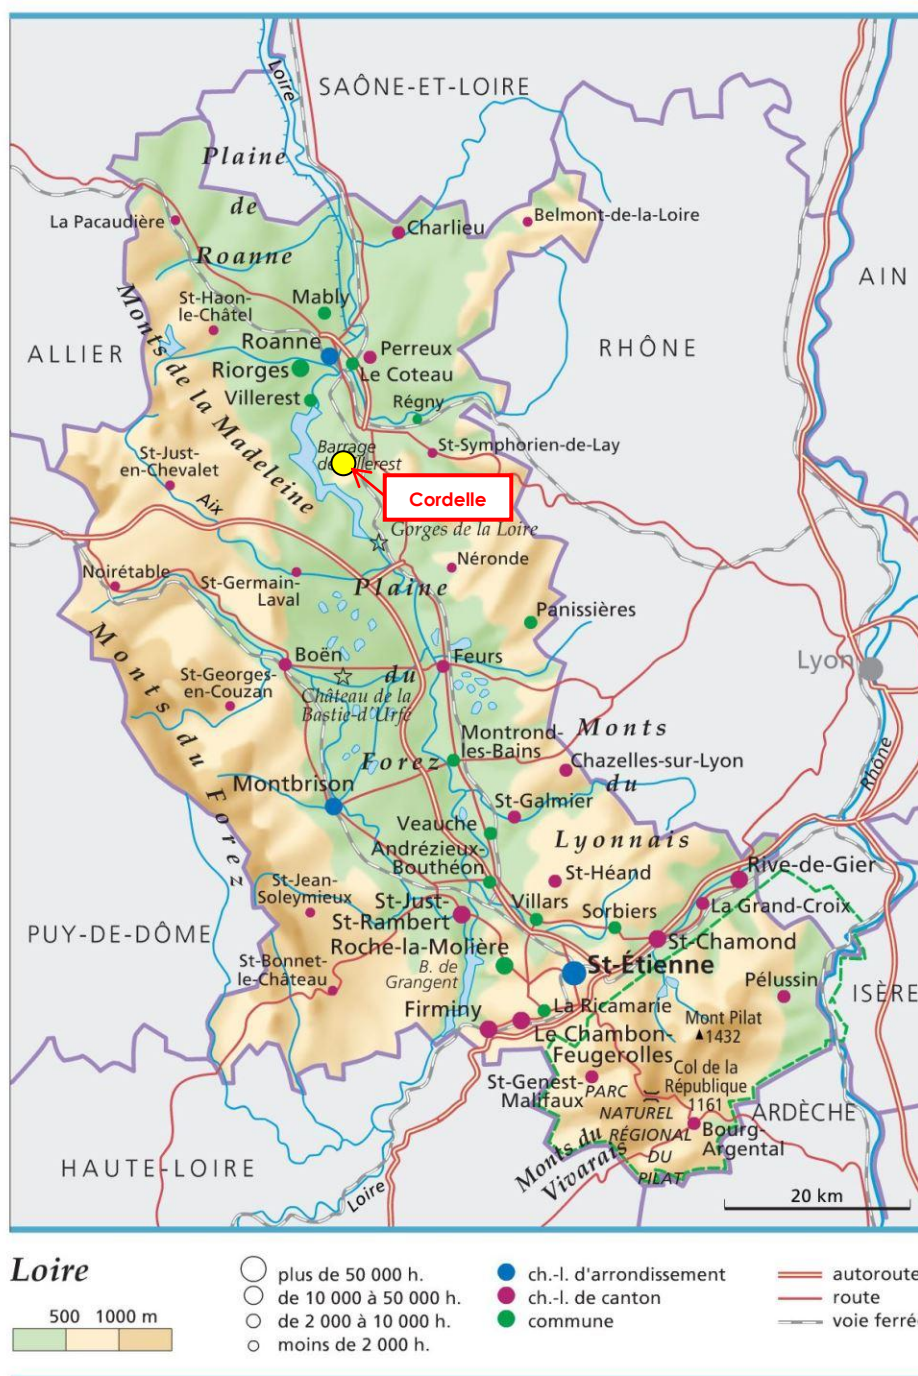 Loire
SAÔNE-ET-LOIRE
Plaine
de
Roanne
La Pacaudière
Charlieu
Belmont-de-la-Loire
AIN
St-Haon-
le-Châtel
Mably
Monts de la Madeleine
ALLIER
Roanne
Perreux
RHÔNE
Riorges
Le Coteau
Villerest
Régny
Barrage
St-Symphorien-de-Lay
St-Just-
en-Chevalet
Cordelle
Aix
Gorges de la Loire
Néronde
Noirétable
St-Germain-
Laval
Plaine
Panissières
Monts du Forez
Boën
Feurs
Lyon
St-Georges-
en-Couzan
du
Château de la
Bastie-d'Urfé
Montrond-
les-Bains
Monts
Forez
Chazelles-sur-Lyon
du
Rhône
Montbrison
St-Galmier
Veauche
Lyonnais
Andrézieux-
Bouthéon
St-Héand
Rive-de-Gier
St-Jean-
Soleymieux
St-Just-
St-Rambert
Villars
Sorbiers
La Grand-Croix
PUY-DE-DÔME
Roche-la-Molière
St-Chamond
St-Bonnet-
le-Château
B. de
Grangent
St-Étienne
Pélussin
ISÈRE
Firminy
La Ricamarie
Mont Pilat
1432
Le Chambon-
Feugerolles
Col de la
République
1161
St-Genest-
Malifaux
PARC
NATUREL
RÉGIONAL
DU
PILAT
ARDÈCHE
Bourg-
Argental
Monts du
Vivarais
HAUTE-LOIRE
Loire
20 km
Loire
500 1000 m
plus de 50 000 h.
de 10 000 à 50 000 h.
de 2 000 à 10 000 h.
moins de 2 000 h.
ch.-l. d'arrondissement
ch.-l. de canton
commune
autoroute
route
voie ferré